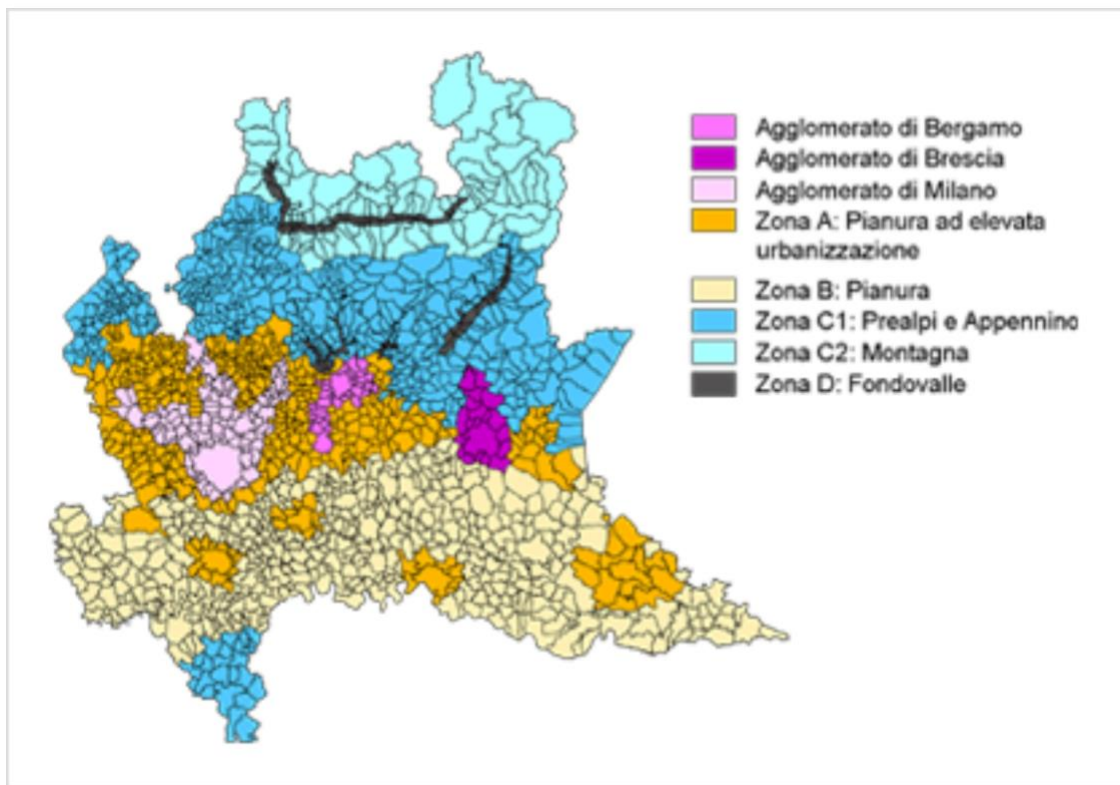 Agglomerato di Bergamo
Agglomerato di Brescia
Agglomerato di Milano
Zona A: Pianura ad elevata
urbanizzazione
Zona B: Pianura
Zona C1: Prealpi e Appennino
Zona C2: Montagna
Zona D: Fondovalle